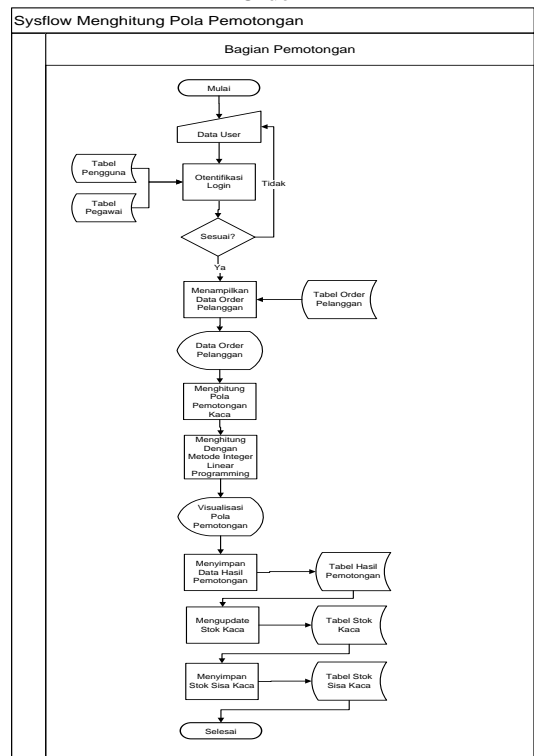 Sysflow Menghitung Pola Pemotongan
Bagian Pemotongan
Mulai
Data User
Tabel
Pengguna
Tabel
Pegawai
Otentifikasi
Login
Tidak
Sesuai?
Ya
Menampilkan
Data Order
Pelanggan
Tabel Order
Pelanggan
Data Order
Pelanggan
Menghitung
Pola
Pemotongan
Kaca
Menghitung
Dengan
Metode Integer
Linear
Programming
Visualisasi
Pola
Pemotongan
Menyimpan
Data Hasil
Pemotongan
Tabel Hasil
Pemotongan
Mengupdate
Stok Kaca
Tabel Stok
Kaca
Menyimpan
Stok Sisa Kaca
Tabel Stok
Sisa Kaca
Selesai